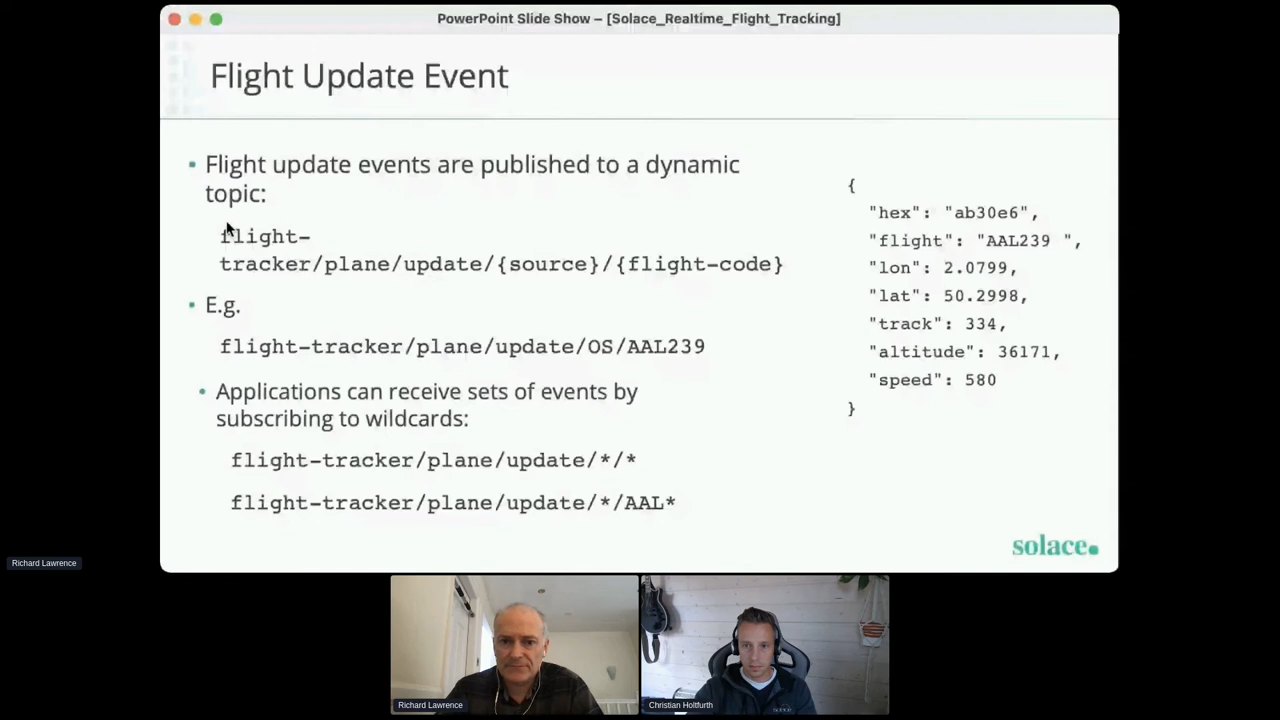 PowerPoint Slide Show – [Solace_Realtime_Flight_Tracking]
Flight Update Event
Flight update events are published to a dynamic
topic:
flight-
tracker/plane/update/{source}/{flight-code}
E.g.
flight-tracker/plane/update/OS/AAL239
Applications can receive sets of events by
subscribing to wildcards:
flight-tracker/plane/update/*/*
flight-tracker/plane/update/*/AAL*
{
"hex": "ab30e6",
"flight": "AAL239 ",
"lon": 2.0799,
"lat": 50.2998,
"track": 334,
"altitude": 36171,
"speed": 580
}
solace.
Richard Lawrence
Richard Lawrence
Christian Holtfurth